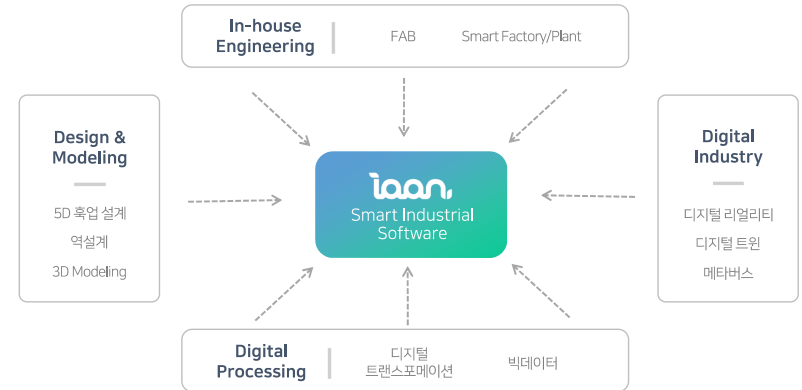 In-house
Engineering
FAB
Smart Factory/Plant
Design &
Modeling
5D 훅업 설계
역설계
3D Modeling
iaan.
Smart Industrial
Software
Digital
Industry
디지털 리얼리티
디지털 트윈
메타버스
Digital
Processing
디지털
트랜스포메이션
빅데이터